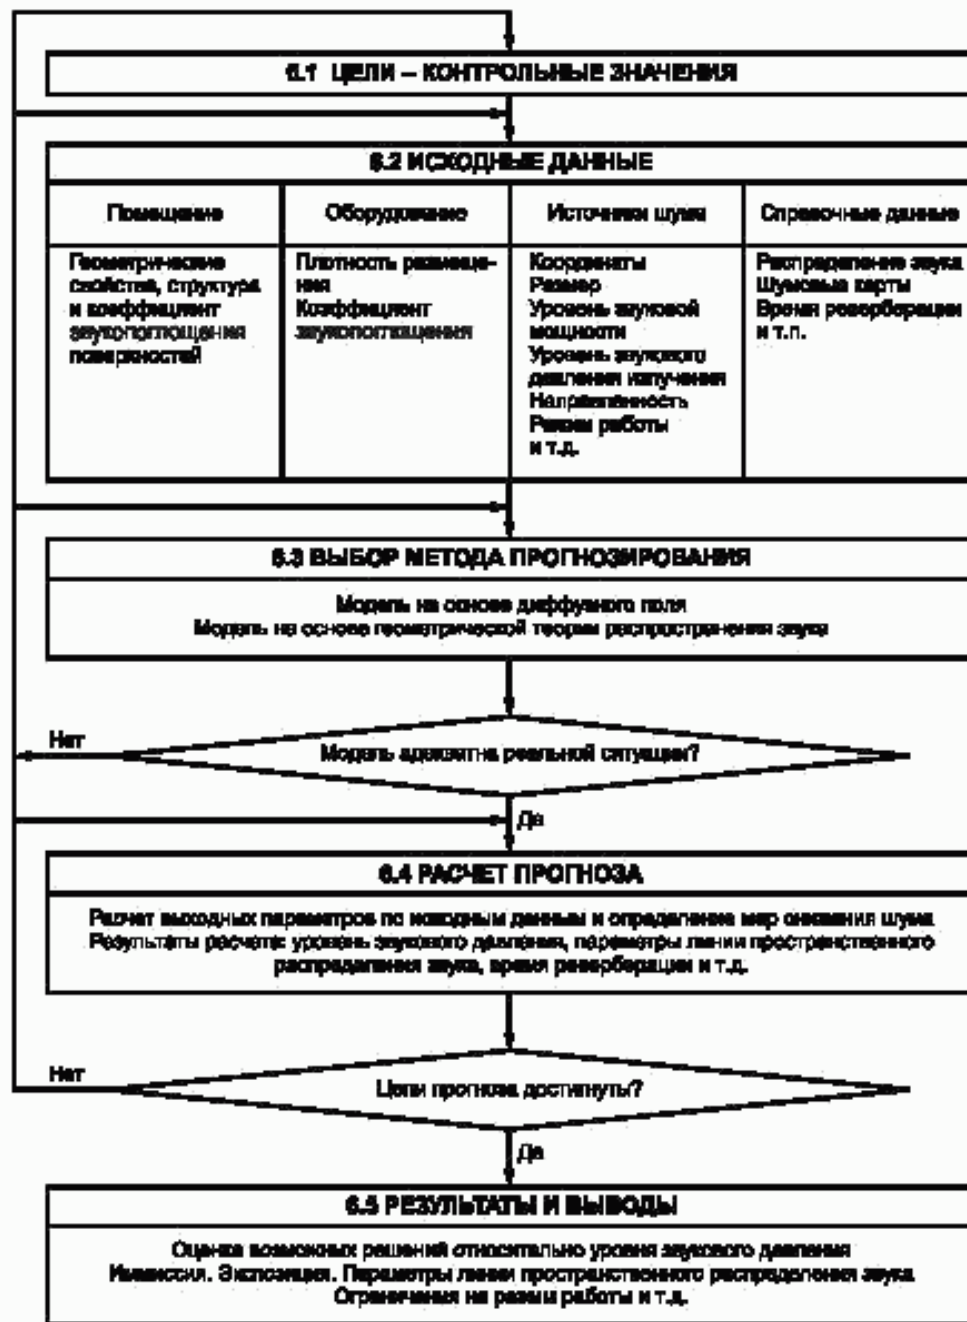 6.1 ЦЕЛИ – КОНТРОЛЬНЫЕ ЗНАЧЕНИЯ
6.2 ИСХОДНЫЕ ДАННЫЕ
Помещение
Геометрические
свойства, структура
и коэффициент
звукопоглощения
поверхностей
Оборудование
Плотность размеще-
ния
Коэффициент
звукопоглащения
Источники шума
Координаты
Размер
Уровень звуковой
мощности
Уровень звукового
давления излучения
Направленность
Режим работы
и т.д.
Справочные данные
Распределение звука
Шумовые карты
Время реверберации
и т.п.
6.3 ВЫБОР МЕТОДА ПРОГНОЗИРОВАНИЯ
Модель на основе диффузного поля
Модель на основе геометрической теории распространения звука
Модель адекватна реальной ситуации?
Нет
Да
6.4 РАСЧЕТ ПРОГНОЗА
Расчет выходных параметров по исходным данным и определение мер снижения шума
Результаты расчета: уровень звукового давления, параметры линии пространственного
распределения звука, время реверберации и т.д.
Цели прогноза достигнуты?
Нет
Да
6.5 РЕЗУЛЬТАТЫ И ВЫВОДЫ
Оценка возможных решений относительно уровня звукового давления
Иммиссия. Экспозиция. Параметры линии пространственного распределения звука
Ограничения на режим работы и т.д.